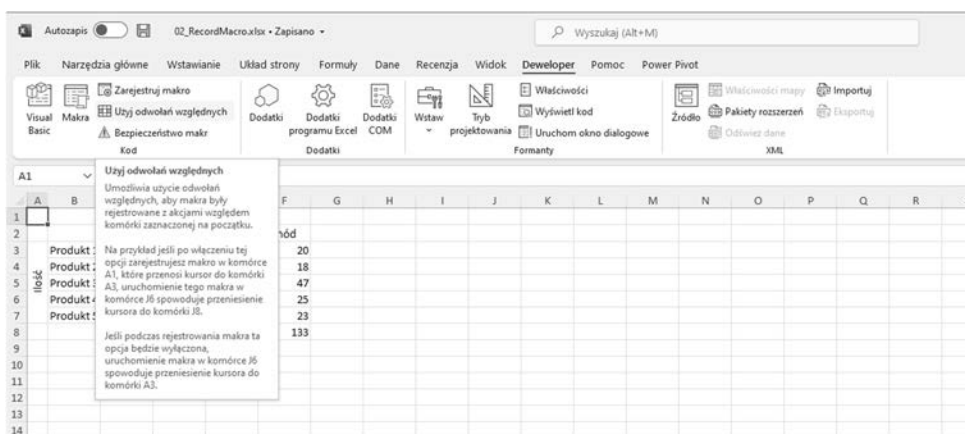 Autozapis 02_RecordMacro.xlsx • Zapisano Wyszukaj (Alt+M)
Plik Narzędzia główne Wstawianie Układ strony Formuły Dane Recenzja Widok Deweloper Pomoc Power Pivot
Visual Basic
Makra
Zarejestruj makro
Użyj odwołań względnych
Bezpieczeństwo makr
Kod
Dodatki
Dodatki programu Excel
Dodatki COM
Dodatki
Wstaw
Tryb projektowania
Właściwości
Wyświetl kod
Uruchom okno dialogowe
Formanty
Źródło
Właściwości mapy
Pakiety rozszerzeń
Odśwież dane
Importuj
Eksportuj
XML
A1
Użyj odwołań względnych
Umożliwia użycie odwołań
względnych, aby makra były
rejestrowane z akcjami względem
komórki zaznaczonej na początku.
Na przykład jeśli po włączeniu tej
opcji zarejestrujesz makro w komórce
A1, które przenosi kursor do komórki
A3, uruchomienie tego makra w
komórce J6 spowoduje przeniesienie
kursora do komórki J8.
Jeśli podczas rejestrowania makra ta
opcja będzie wyłączona,
uruchomienie makra w komórce J6
spowoduje przeniesienie kursora do
komórki A3.
A B F G H I J K L M N O P Q R
1
2 hód
3 Produkt 20
4 Produkt 18
5 Produkt 47
6 Produkt 25
7 Produkt 23
8 133
9
10
11
12
13
14
Ilość